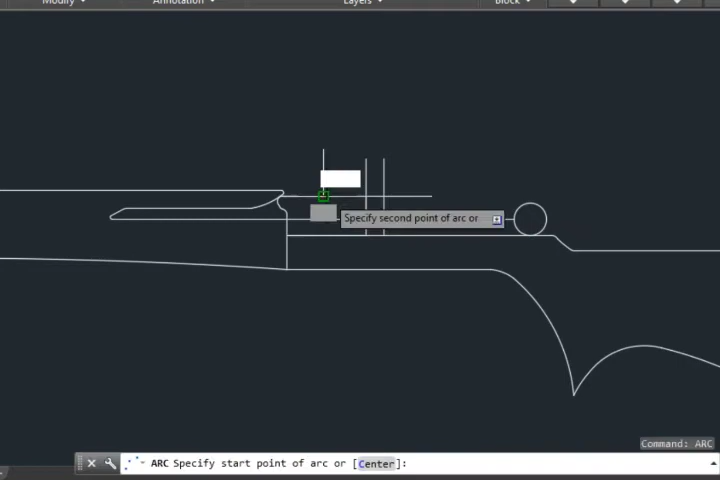 Modify
Annotation
Layers
Block
Specify second point of arc or
Command: ARC
ARC Specify start point of arc or [Center]: